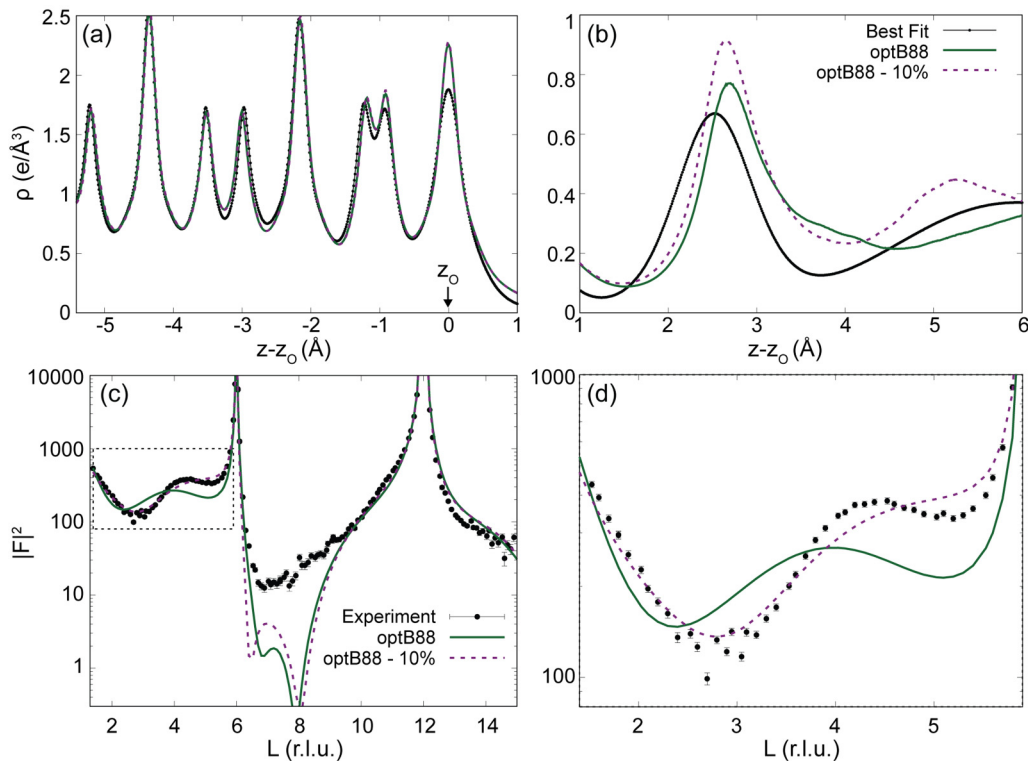 (a)
2.5
2
1.5
1
0.5
0
ρ (e/Å³)
z_O
-5 -4 -3 -2 -1 0 1
z-z_O (Å)
(b)
Best Fit
optB88
optB88 - 10%
1
0.8
0.6
0.4
0.2
0
1 2 3 4 5 6
z-z_O (Å)
(c)
10000
1000
100
10
1
|F|²
Experiment
optB88
optB88 - 10%
2 4 6 8 10 12 14
L (r.l.u.)
(d)
1000
100
2 3 4 5
L (r.l.u.)